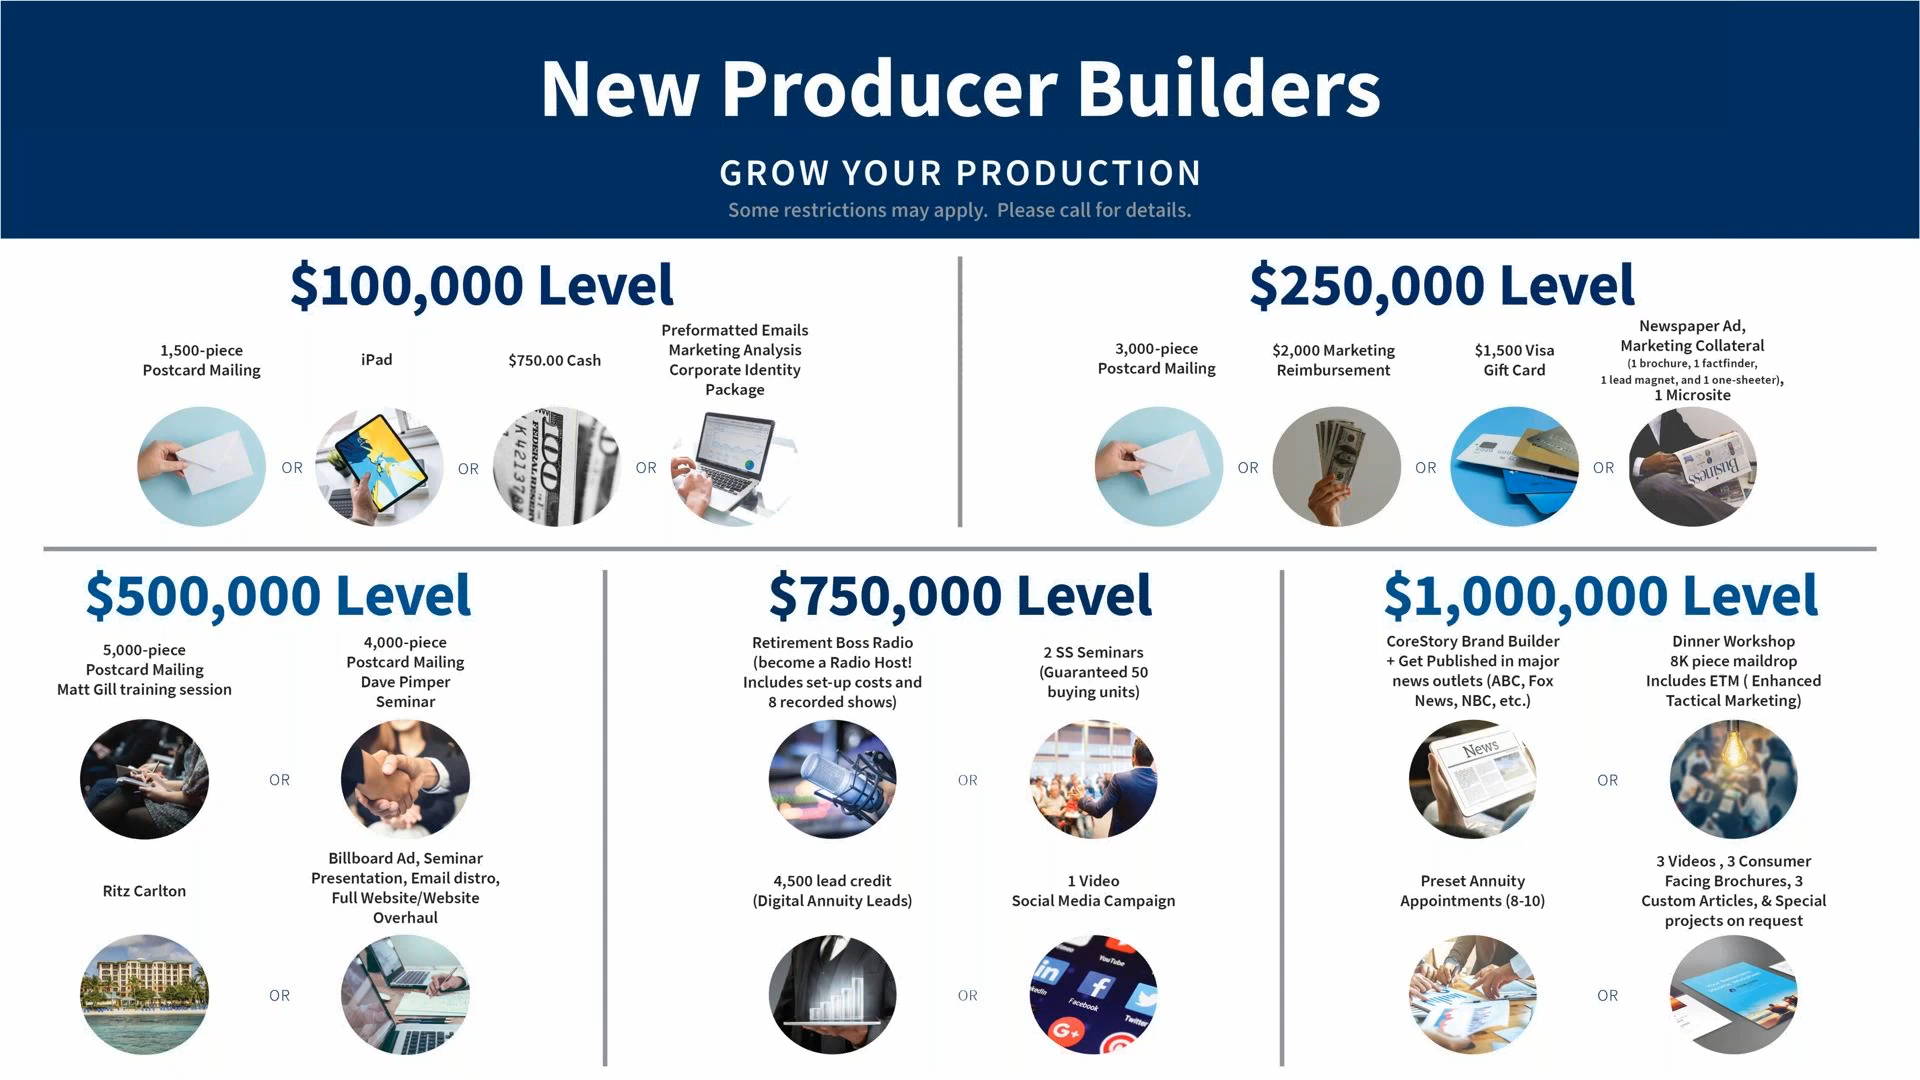 New Producer Builders
GROW YOUR PRODUCTION
Some restrictions may apply.  Please call for details.
$100,000 Level
1,500-piece
Postcard Mailing
iPad
$750.00 Cash
Preformatted Emails
Marketing Analysis
Corporate Identity
Package
OR
OR
OR
$250,000 Level
3,000-piece
Postcard Mailing
$2,000 Marketing
Reimbursement
$1,500 Visa
Gift Card
Newspaper Ad,
Marketing Collateral
(1 brochure, 1 factfinder,
1 lead magnet, and 1 one-sheeter),
1 Microsite
OR
OR
OR
Business
$500,000 Level
5,000-piece
Postcard Mailing
Matt Gill training session
OR
4,000-piece
Postcard Mailing
Dave Pimper
Seminar
Ritz Carlton
OR
Billboard Ad, Seminar
Presentation, Email distro,
Full Website/Website
Overhaul
$750,000 Level
Retirement Boss Radio
(become a Radio Host!
Includes set-up costs and
8 recorded shows)
OR
2 SS Seminars
(Guaranteed 50
buying units)
4,500 lead credit
(Digital Annuity Leads)
OR
1 Video
Social Media Campaign
YouTube
in
Facebook
Twitter
G+
$1,000,000 Level
CoreStory Brand Builder
+ Get Published in major
news outlets (ABC, Fox
News, NBC, etc.)
News
OR
Dinner Workshop
8K piece maildrop
Includes ETM ( Enhanced
Tactical Marketing)
Preset Annuity
Appointments (8-10)
OR
3 Videos , 3 Consumer
Facing Brochures, 3
Custom Articles, & Special
projects on request